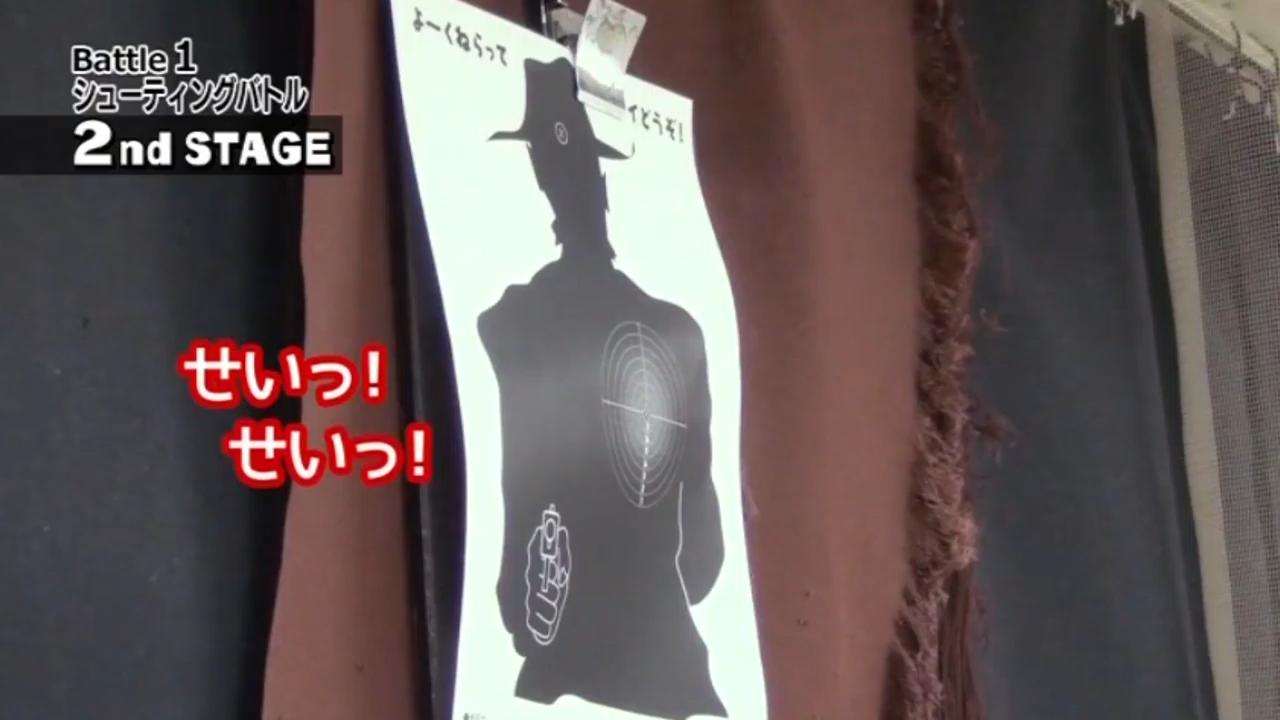 Battle 1
シューティングバトル
2nd STAGE
よーくねらって
イどうぞ!
せいっ!
せいっ!